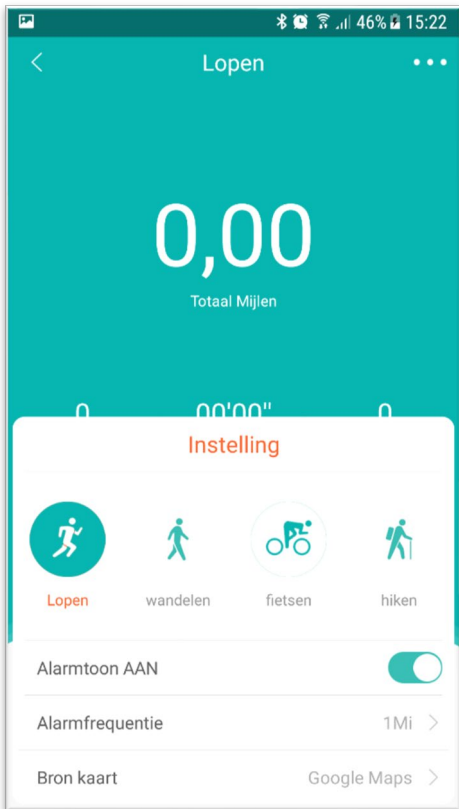 46% 15:22
Lopen
0,00
Totaal Mijlen
0 00'00" 0
Instelling
Lopen wandelen fietsen hiken
Alarmtoon AAN
Alarmfrequentie 1Mi
Bron kaart Google Maps